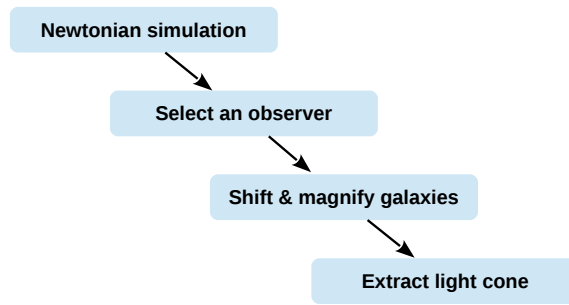 Newtonian simulation
Select an observer
Shift & magnify galaxies
Extract light cone